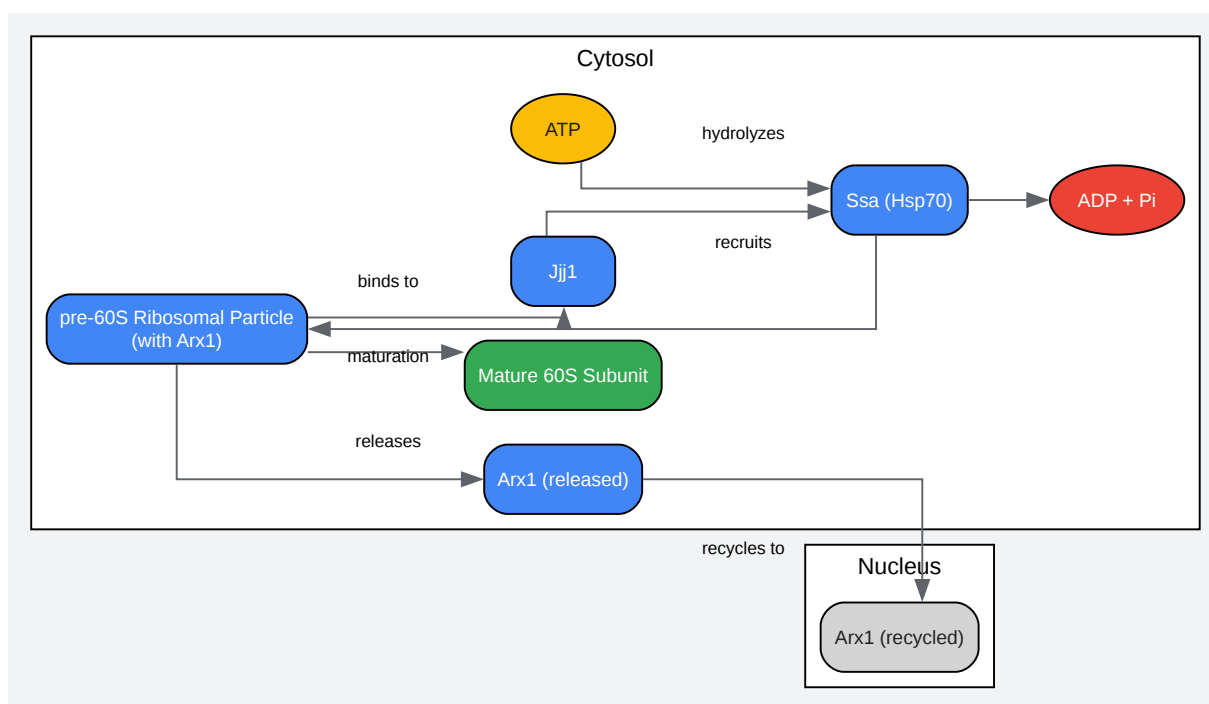 Cytosol
ATP
hydrolyzes
Ssa (Hsp70)
ADP + Pi
recruits
Jjj1
binds to
pre-60S Ribosomal Particle
(with Arx1)
maturation
Mature 60S Subunit
releases
Arx1 (released)
recycles to
Nucleus
Arx1 (recycled)